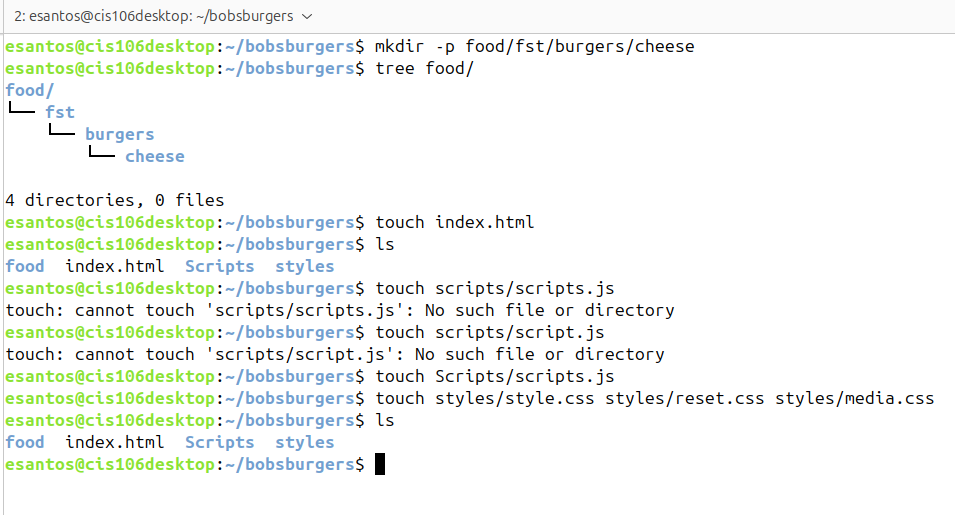 2: esantos@cis106desktop: ~/bobsburgers
esantos@cis106desktop:~/bobsburgers$ mkdir -p food/fst/burgers/cheese
esantos@cis106desktop:~/bobsburgers$ tree food/
food/
└── fst
    └── burgers
        └── cheese
4 directories, 0 files
esantos@cis106desktop:~/bobsburgers$ touch index.html
esantos@cis106desktop:~/bobsburgers$ ls
food  index.html  Scripts  styles
esantos@cis106desktop:~/bobsburgers$ touch scripts/scripts.js
touch: cannot touch 'scripts/scripts.js': No such file or directory
esantos@cis106desktop:~/bobsburgers$ touch scripts/script.js
touch: cannot touch 'scripts/script.js': No such file or directory
esantos@cis106desktop:~/bobsburgers$ touch Scripts/scripts.js
esantos@cis106desktop:~/bobsburgers$ touch styles/style.css styles/reset.css styles/media.css
esantos@cis106desktop:~/bobsburgers$ ls
food  index.html  Scripts  styles
esantos@cis106desktop:~/bobsburgers$